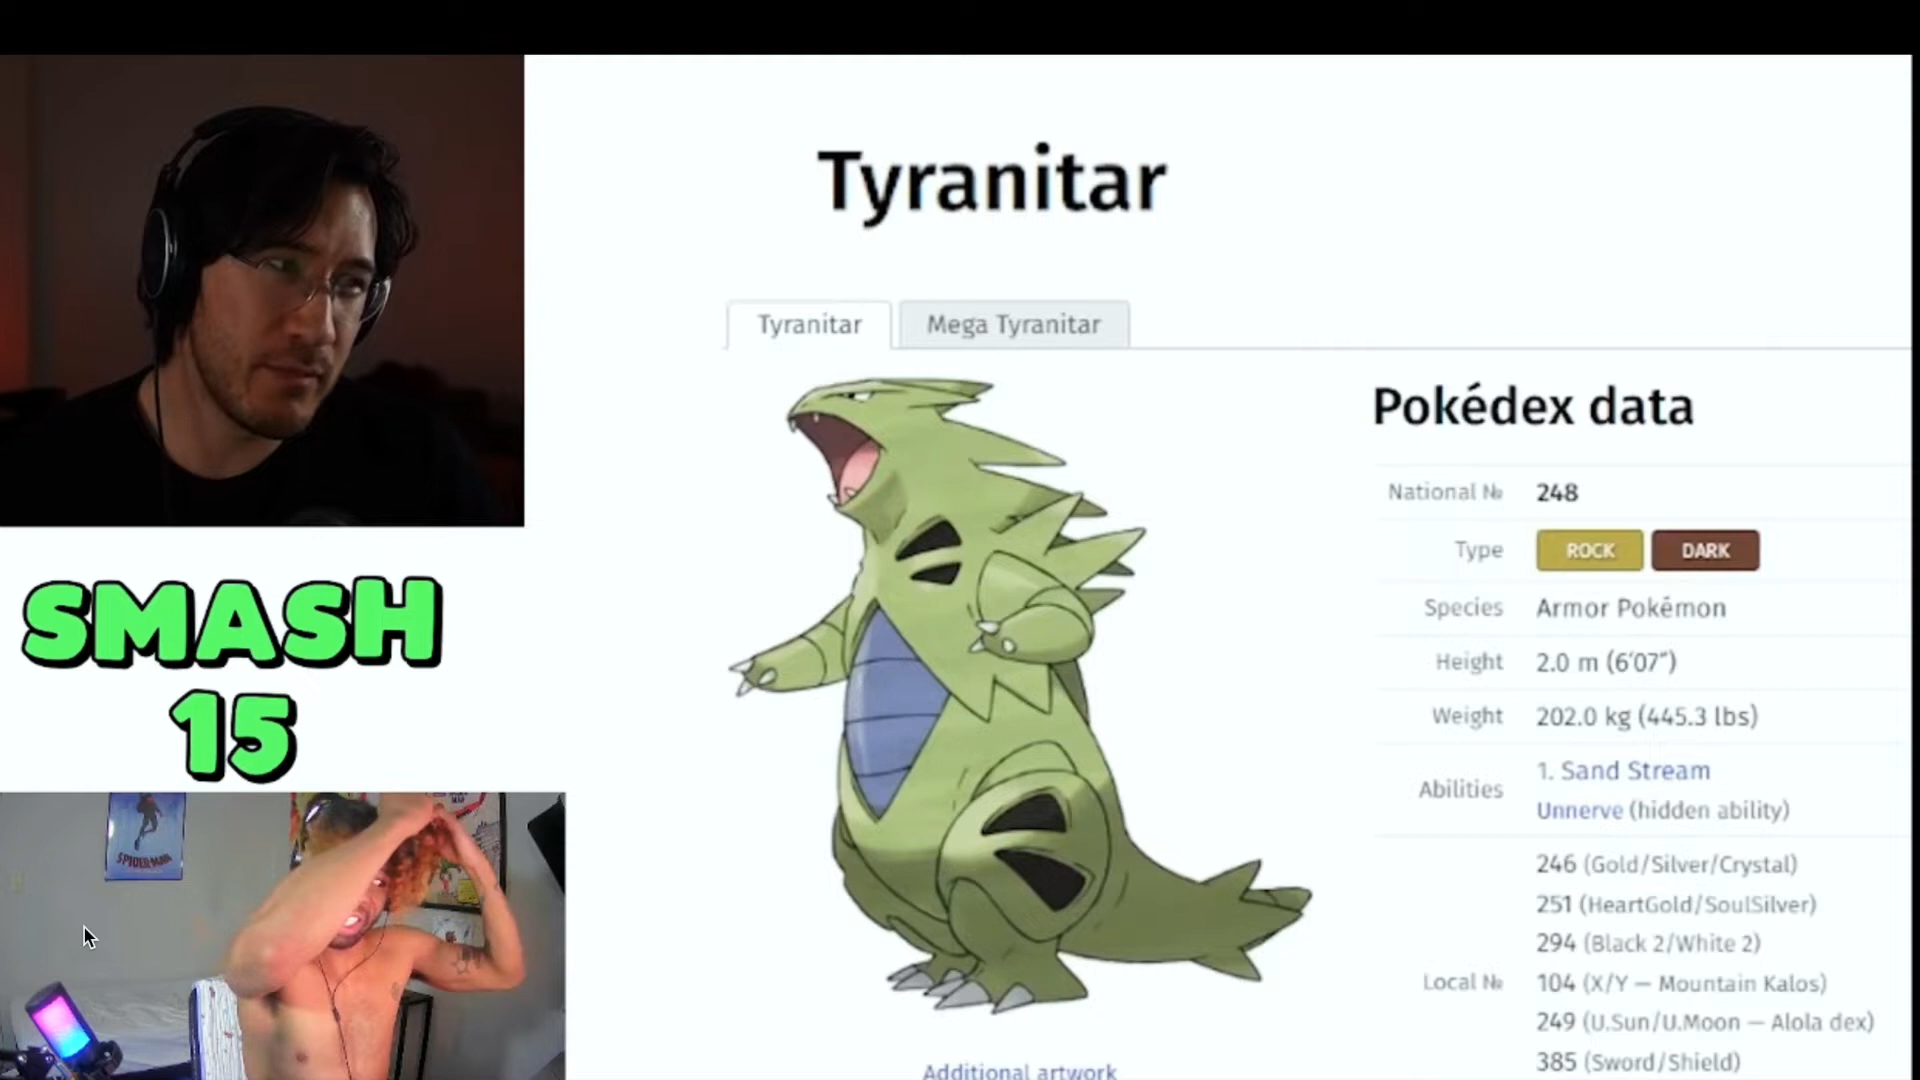 Tyranitar
Tyranitar
Mega Tyranitar
Pokédex data
National № 248
Type ROCK DARK
Species Armor Pokémon
Height 2.0 m (6′07″)
Weight 202.0 kg (445.3 lbs)
Abilities 1. Sand Stream
Unnerve (hidden ability)
Local № 246 (Gold/Silver/Crystal)
251 (HeartGold/SoulSilver)
294 (Black 2/White 2)
104 (X/Y — Mountain Kalos)
249 (U.Sun/U.Moon — Alola dex)
385 (Sword/Shield)
Additional artwork
SMASH
15
SPIDER-MAN